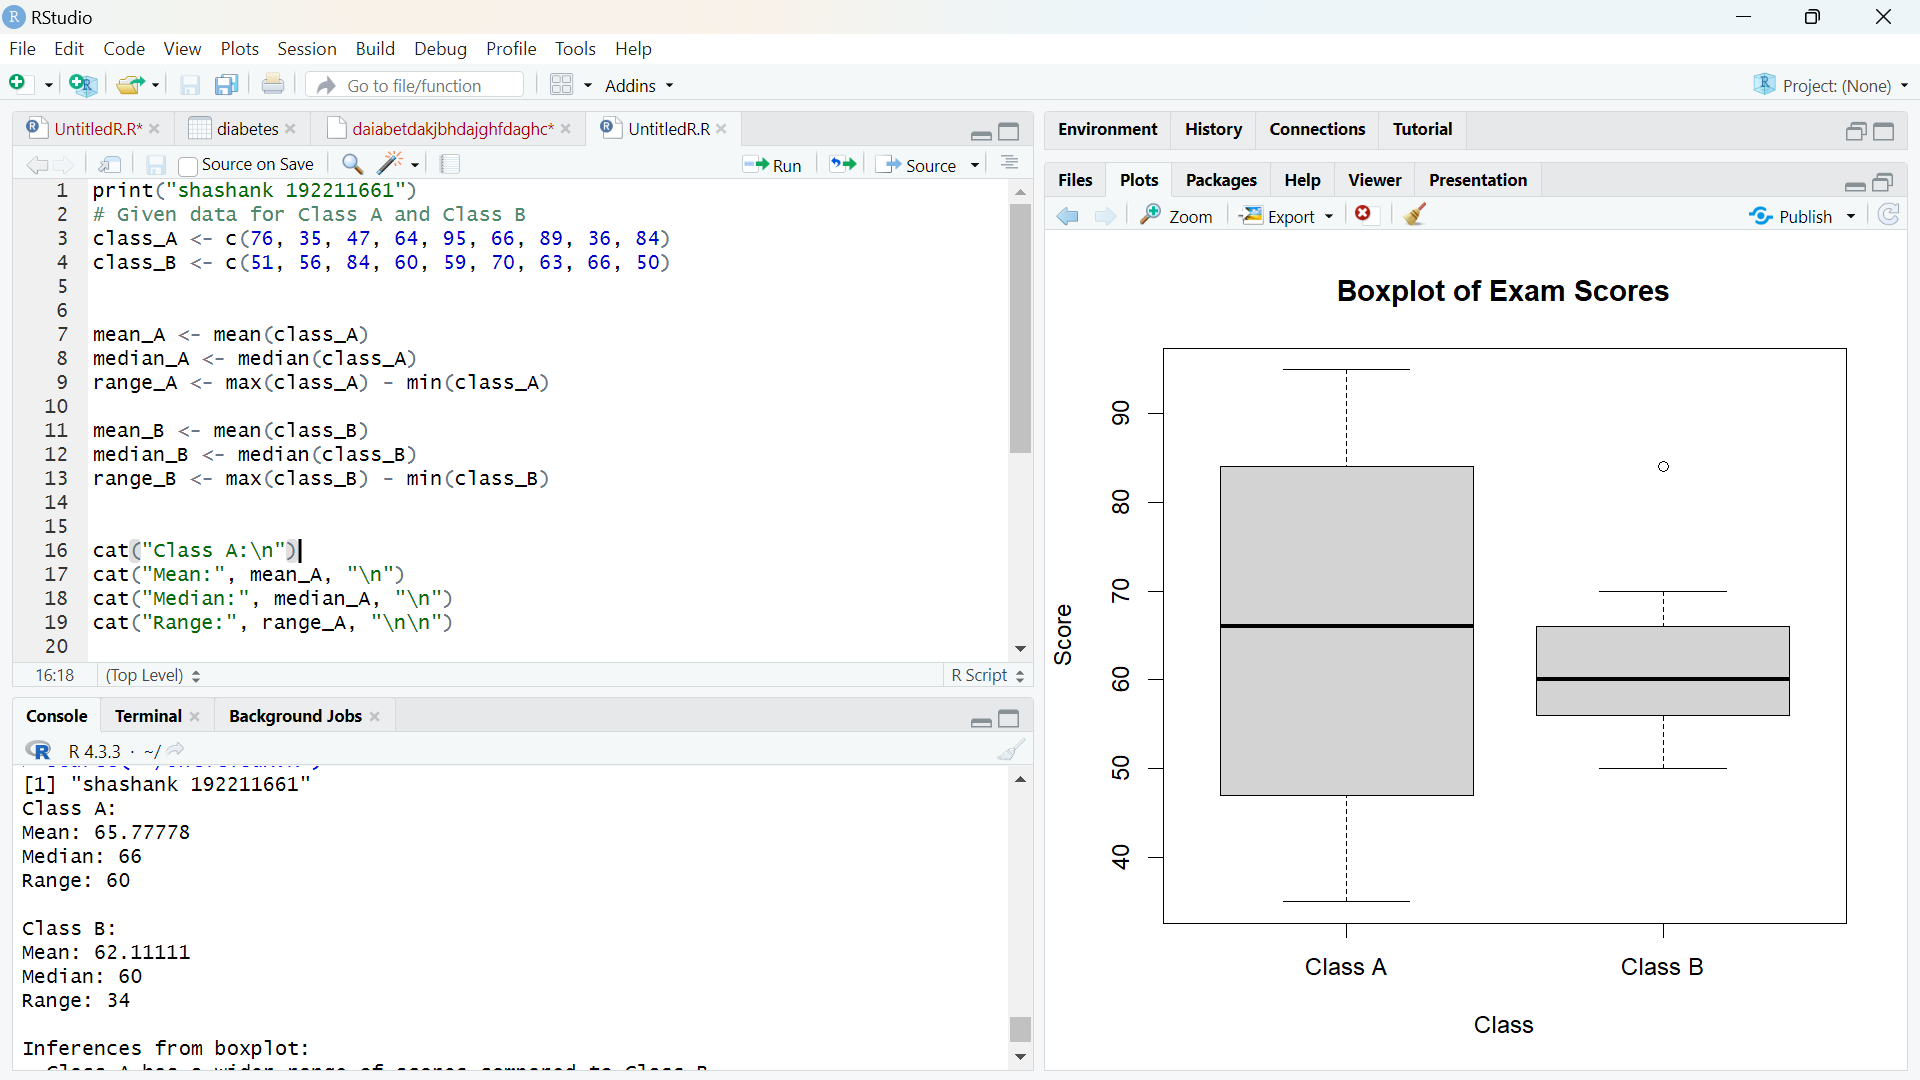 RStudio
File Edit Code View Plots Session Build Debug Profile Tools Help
Go to file/function Addins Project: (None)
UntitledR.R* diabetes daiabetdakjbhdajghfdaghc* UntitledR.R
Source on Save Run Source
1 print("shashank 192211661")
2 # Given data for Class A and Class B
3 class_A <- c(76, 35, 47, 64, 95, 66, 89, 36, 84)
4 class_B <- c(51, 56, 84, 60, 59, 70, 63, 66, 50)
5
6
7 mean_A <- mean(class_A)
8 median_A <- median(class_A)
9 range_A <- max(class_A) - min(class_A)
10
11 mean_B <- mean(class_B)
12 median_B <- median(class_B)
13 range_B <- max(class_B) - min(class_B)
14
15
16 cat("Class A:\n")
17 cat("Mean:", mean_A, "\n")
18 cat("Median:", median_A, "\n")
19 cat("Range:", range_A, "\n\n")
20
16:18 (Top Level) R Script
Console Terminal Background Jobs
R R 4.3.3 · ~/
[1] "shashank 192211661"
Class A:
Mean: 65.77778
Median: 66
Range: 60
Class B:
Mean: 62.11111
Median: 60
Range: 34
Inferences from boxplot:
Class A has a wider range of scores compared to Class B
Environment History Connections Tutorial
Files Plots Packages Help Viewer Presentation
Zoom Export Publish
Boxplot of Exam Scores
90
80
70
60
50
40
Score
Class A Class B
Class